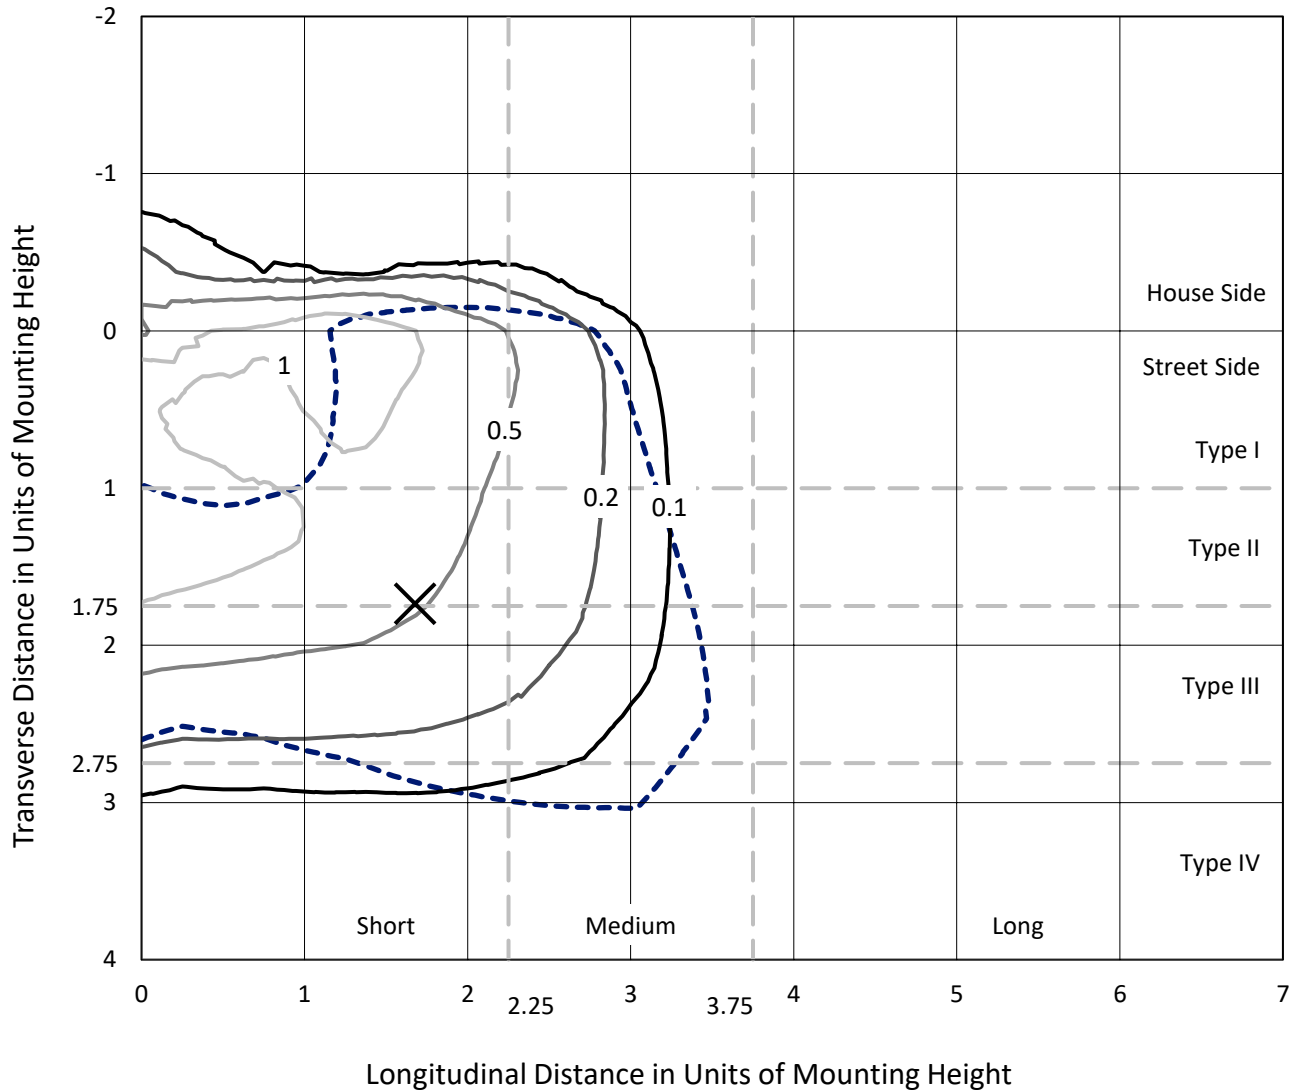 -2
-1
House Side
0
Street Side
1
0.5
Type I
1
0.2
0.1
Type II
1.75
2
Type III
2.75
3
Type IV
Short
Medium
Long
4
0
1
2
2.25
3
3.75
4
5
6
7
Transverse Distance in Units of Mounting Height
Longitudinal Distance in Units of Mounting Height